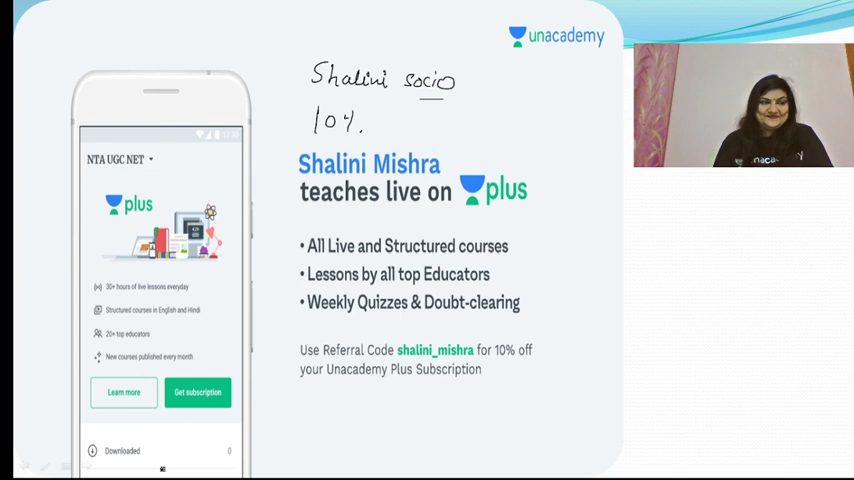 unacademy
Shalini socio
10%.
Shalini Mishra
teaches live on plus
• All Live and Structured courses
• Lessons by all top Educators
• Weekly Quizzes & Doubt-clearing
Use Referral Code shalini_mishra for 10% off
your Unacademy Plus Subscription
NTA UGC NET
plus
30+ hours of live lessons everyday
Structured courses in English and Hindi
20+ top educators
New courses published every month
Learn more
Get subscription
Downloaded 0